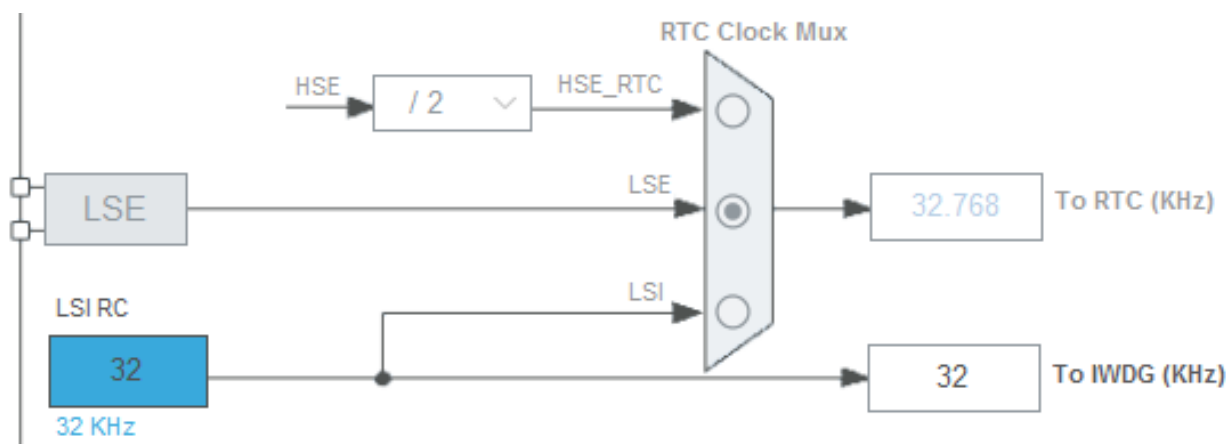 RTC Clock Mux
HSE
/ 2
HSE_RTC
LSE
LSE
32.768
To RTC (KHz)
LSI RC
LSI
32
32
To IWDG (KHz)
32 KHz